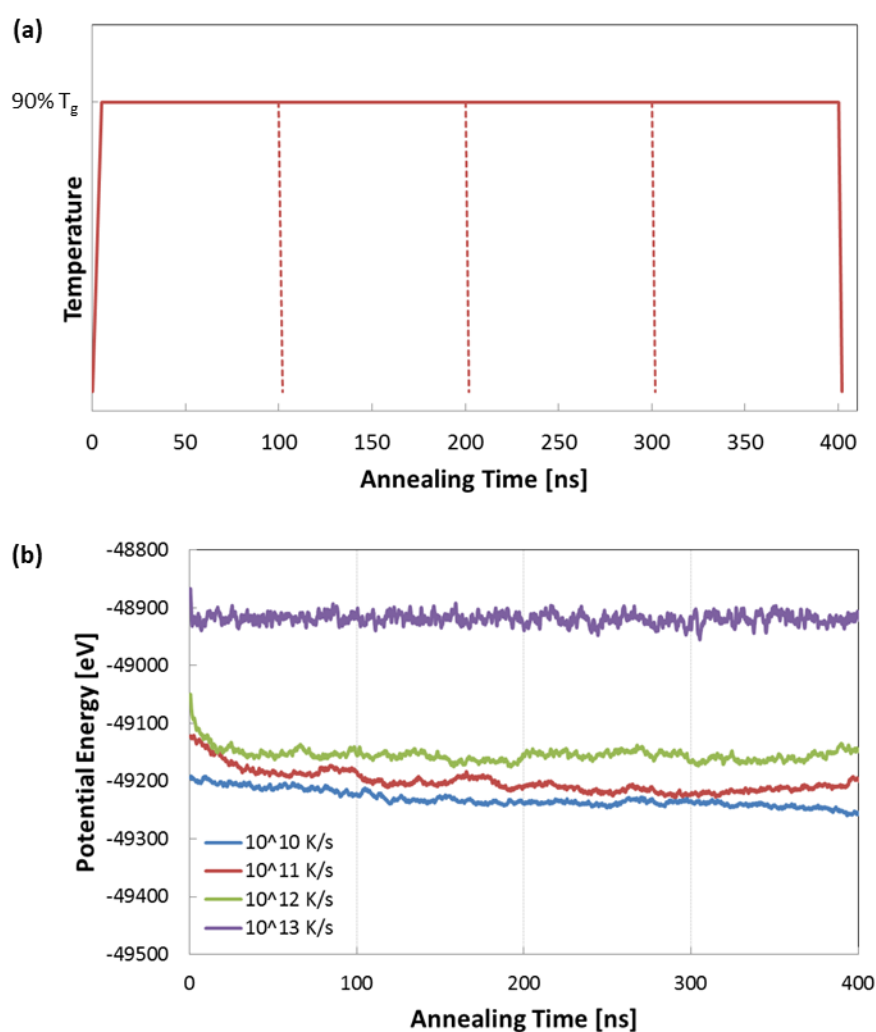 (a)
90% Tg
Temperature
0 50 100 150 200 250 300 350 400
Annealing Time [ns]
(b)
-48800
-48900
-49000
-49100
-49200
-49300
-49400
-49500
Potential Energy [eV]
10^10 K/s
10^11 K/s
10^12 K/s
10^13 K/s
0 100 200 300 400
Annealing Time [ns]